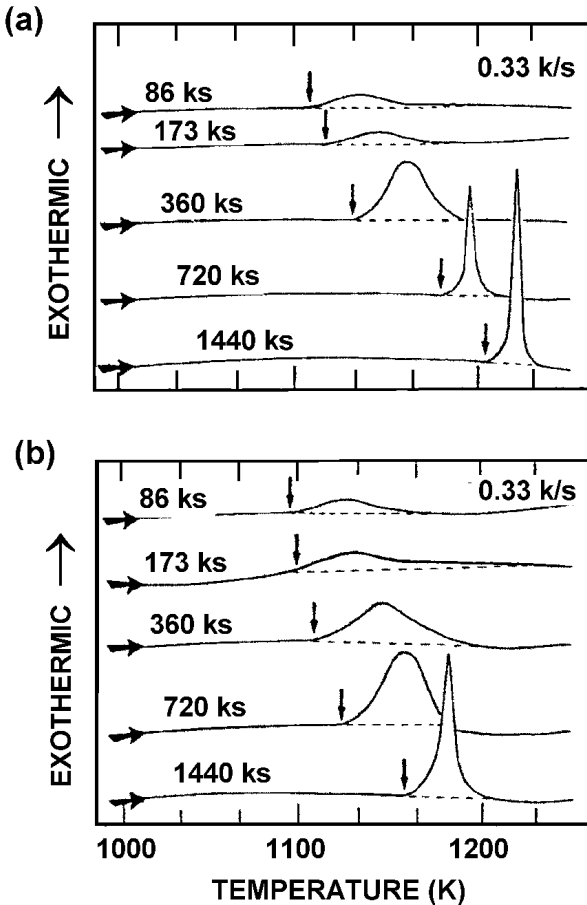 (a)
0.33 k/s
86 ks
173 ks
360 ks
720 ks
1440 ks
EXOTHERMIC
(b)
0.33 k/s
86 ks
173 ks
360 ks
720 ks
1440 ks
EXOTHERMIC
1000 1100 1200
TEMPERATURE (K)